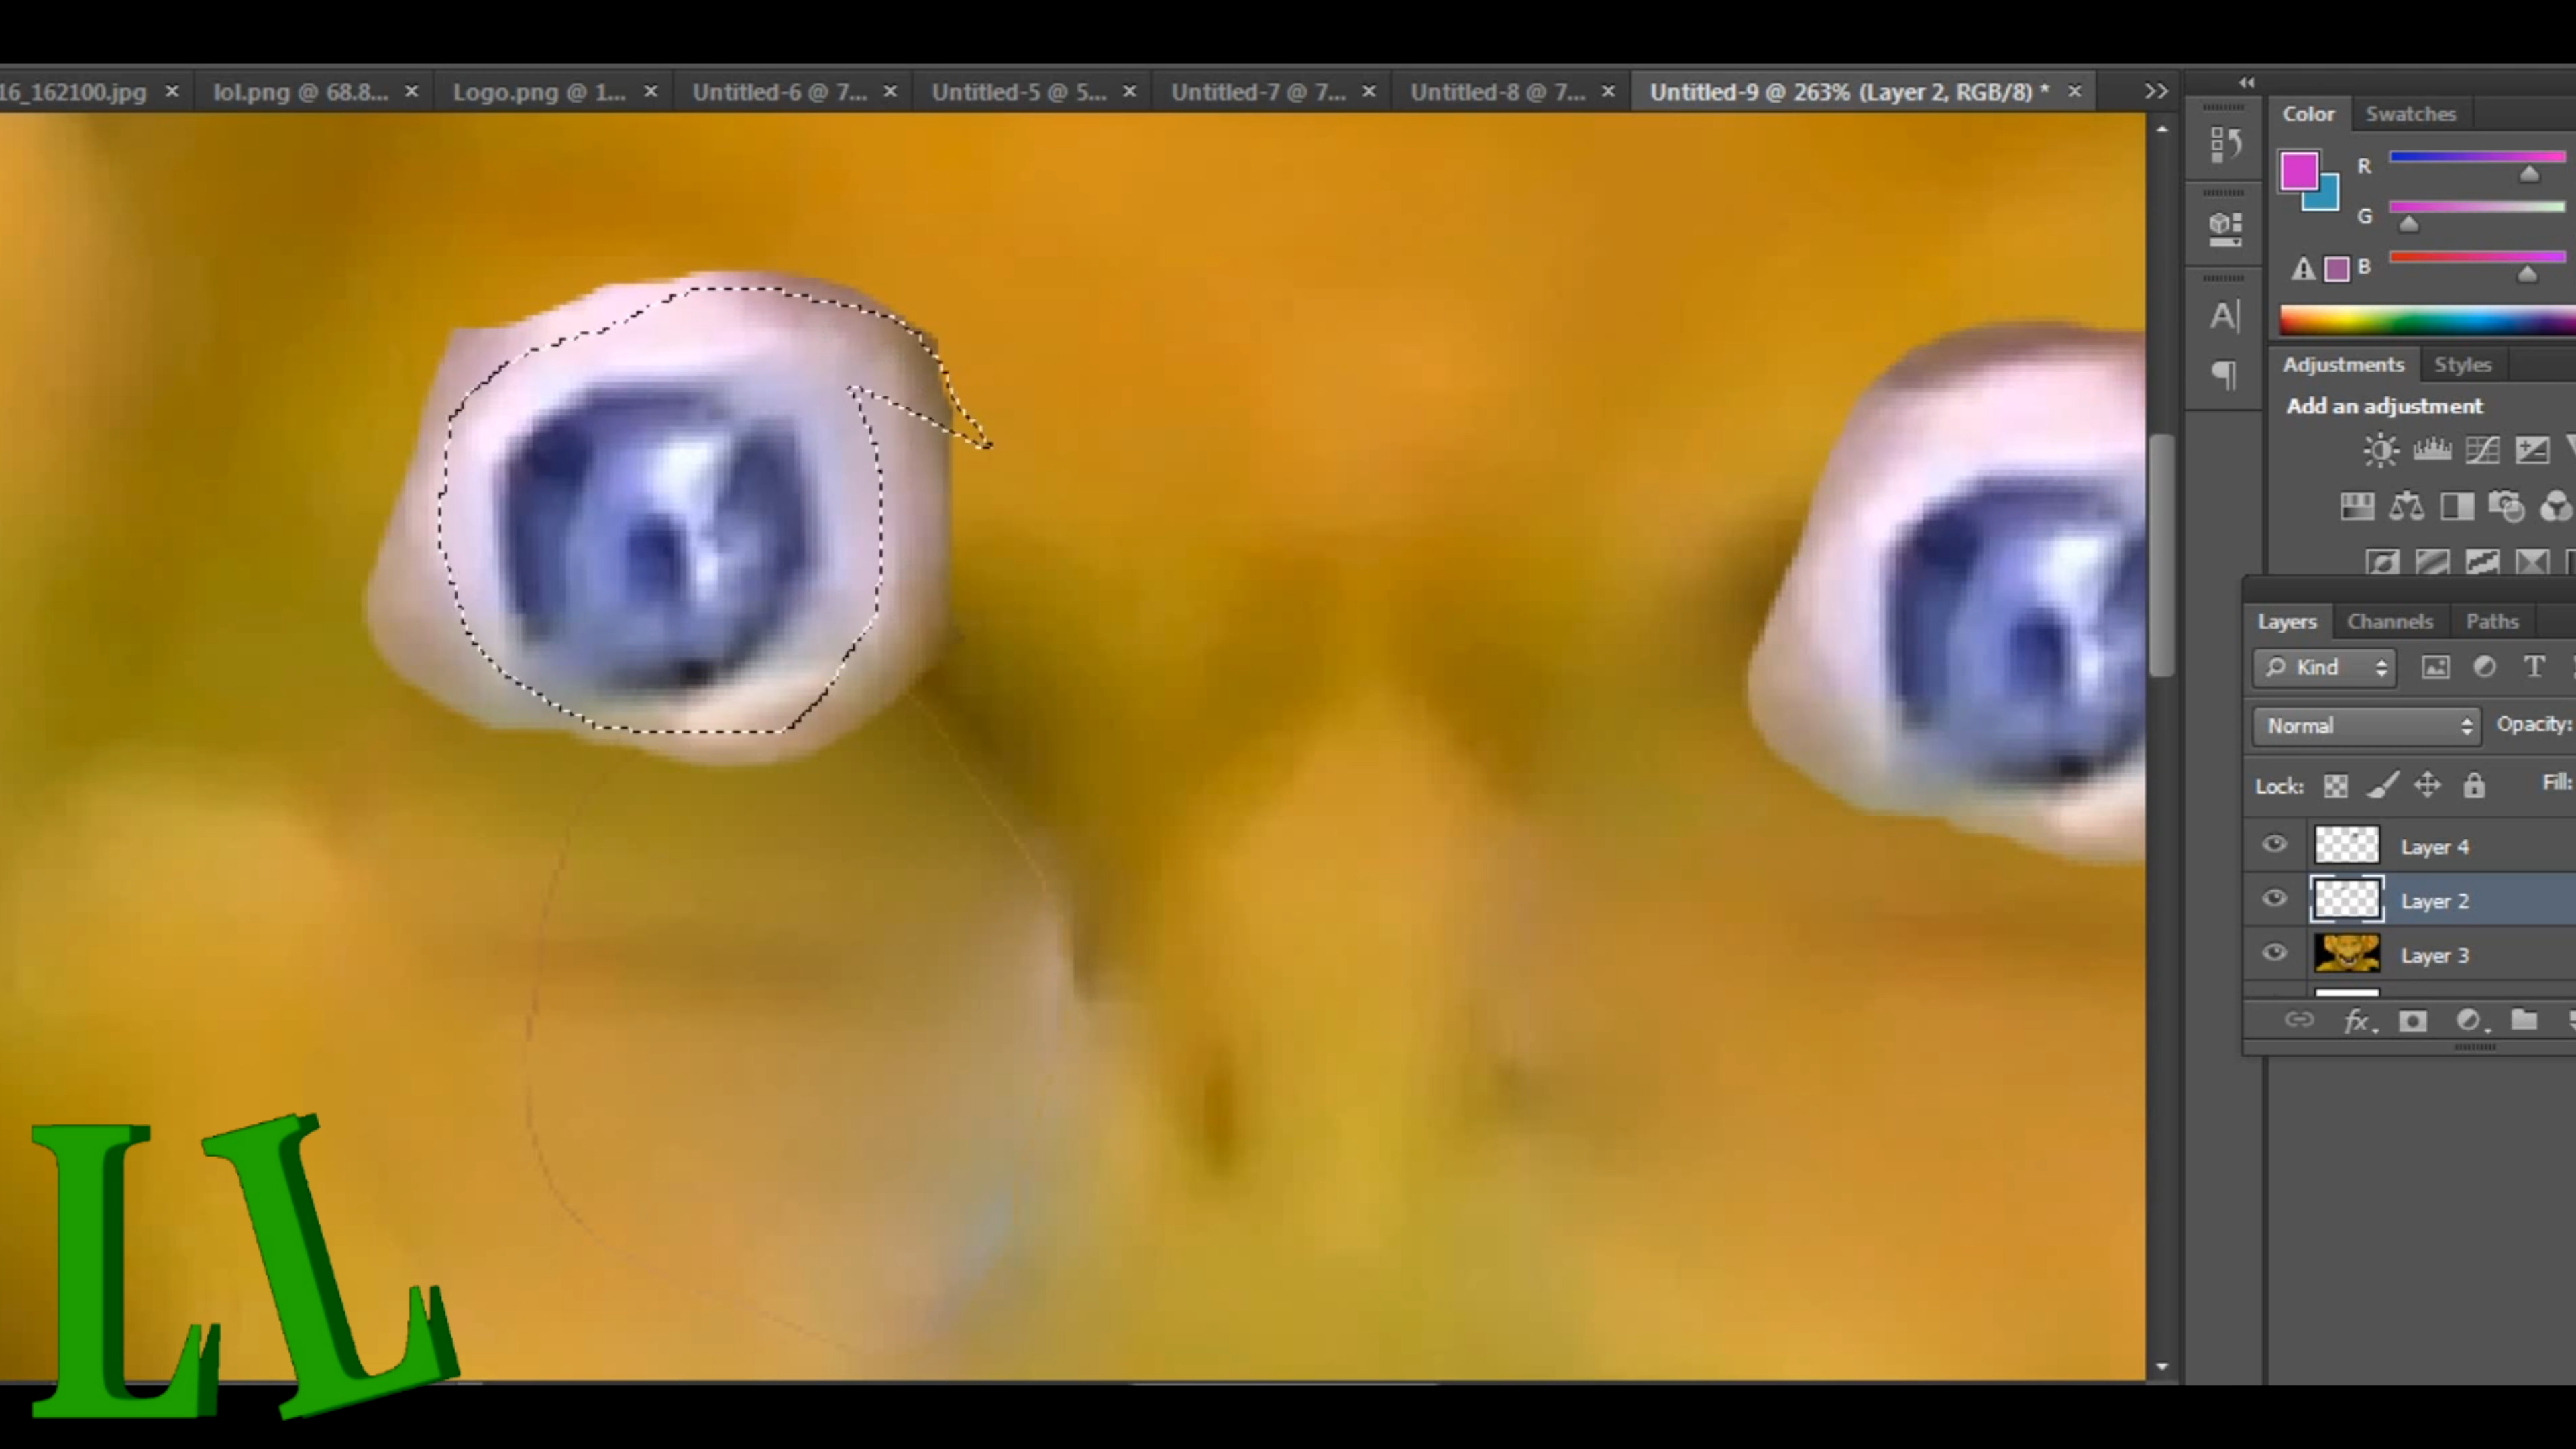 16_162100.jpg × lol.png @ 68.8... × Logo.png @ 1... × Untitled-6 @ 7... × Untitled-5 @ 5... × Untitled-7 @ 7... × Untitled-8 @ 7... × Untitled-9 @ 263% (Layer 2, RGB/8) * ×
Color Swatches
R
G
B
Adjustments Styles
Add an adjustment
Layers Channels Paths
Kind
Normal Opacity:
Lock: Fill:
Layer 4
Layer 2
Layer 3
fx
LL